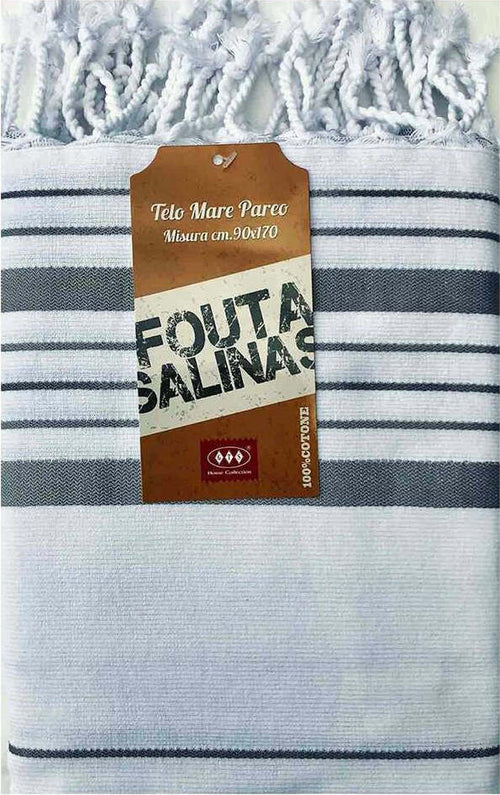 Telo Mare Pareo
Misura cm.90x170
FOUTA
SALINAS
Home Collection
100%COTONE